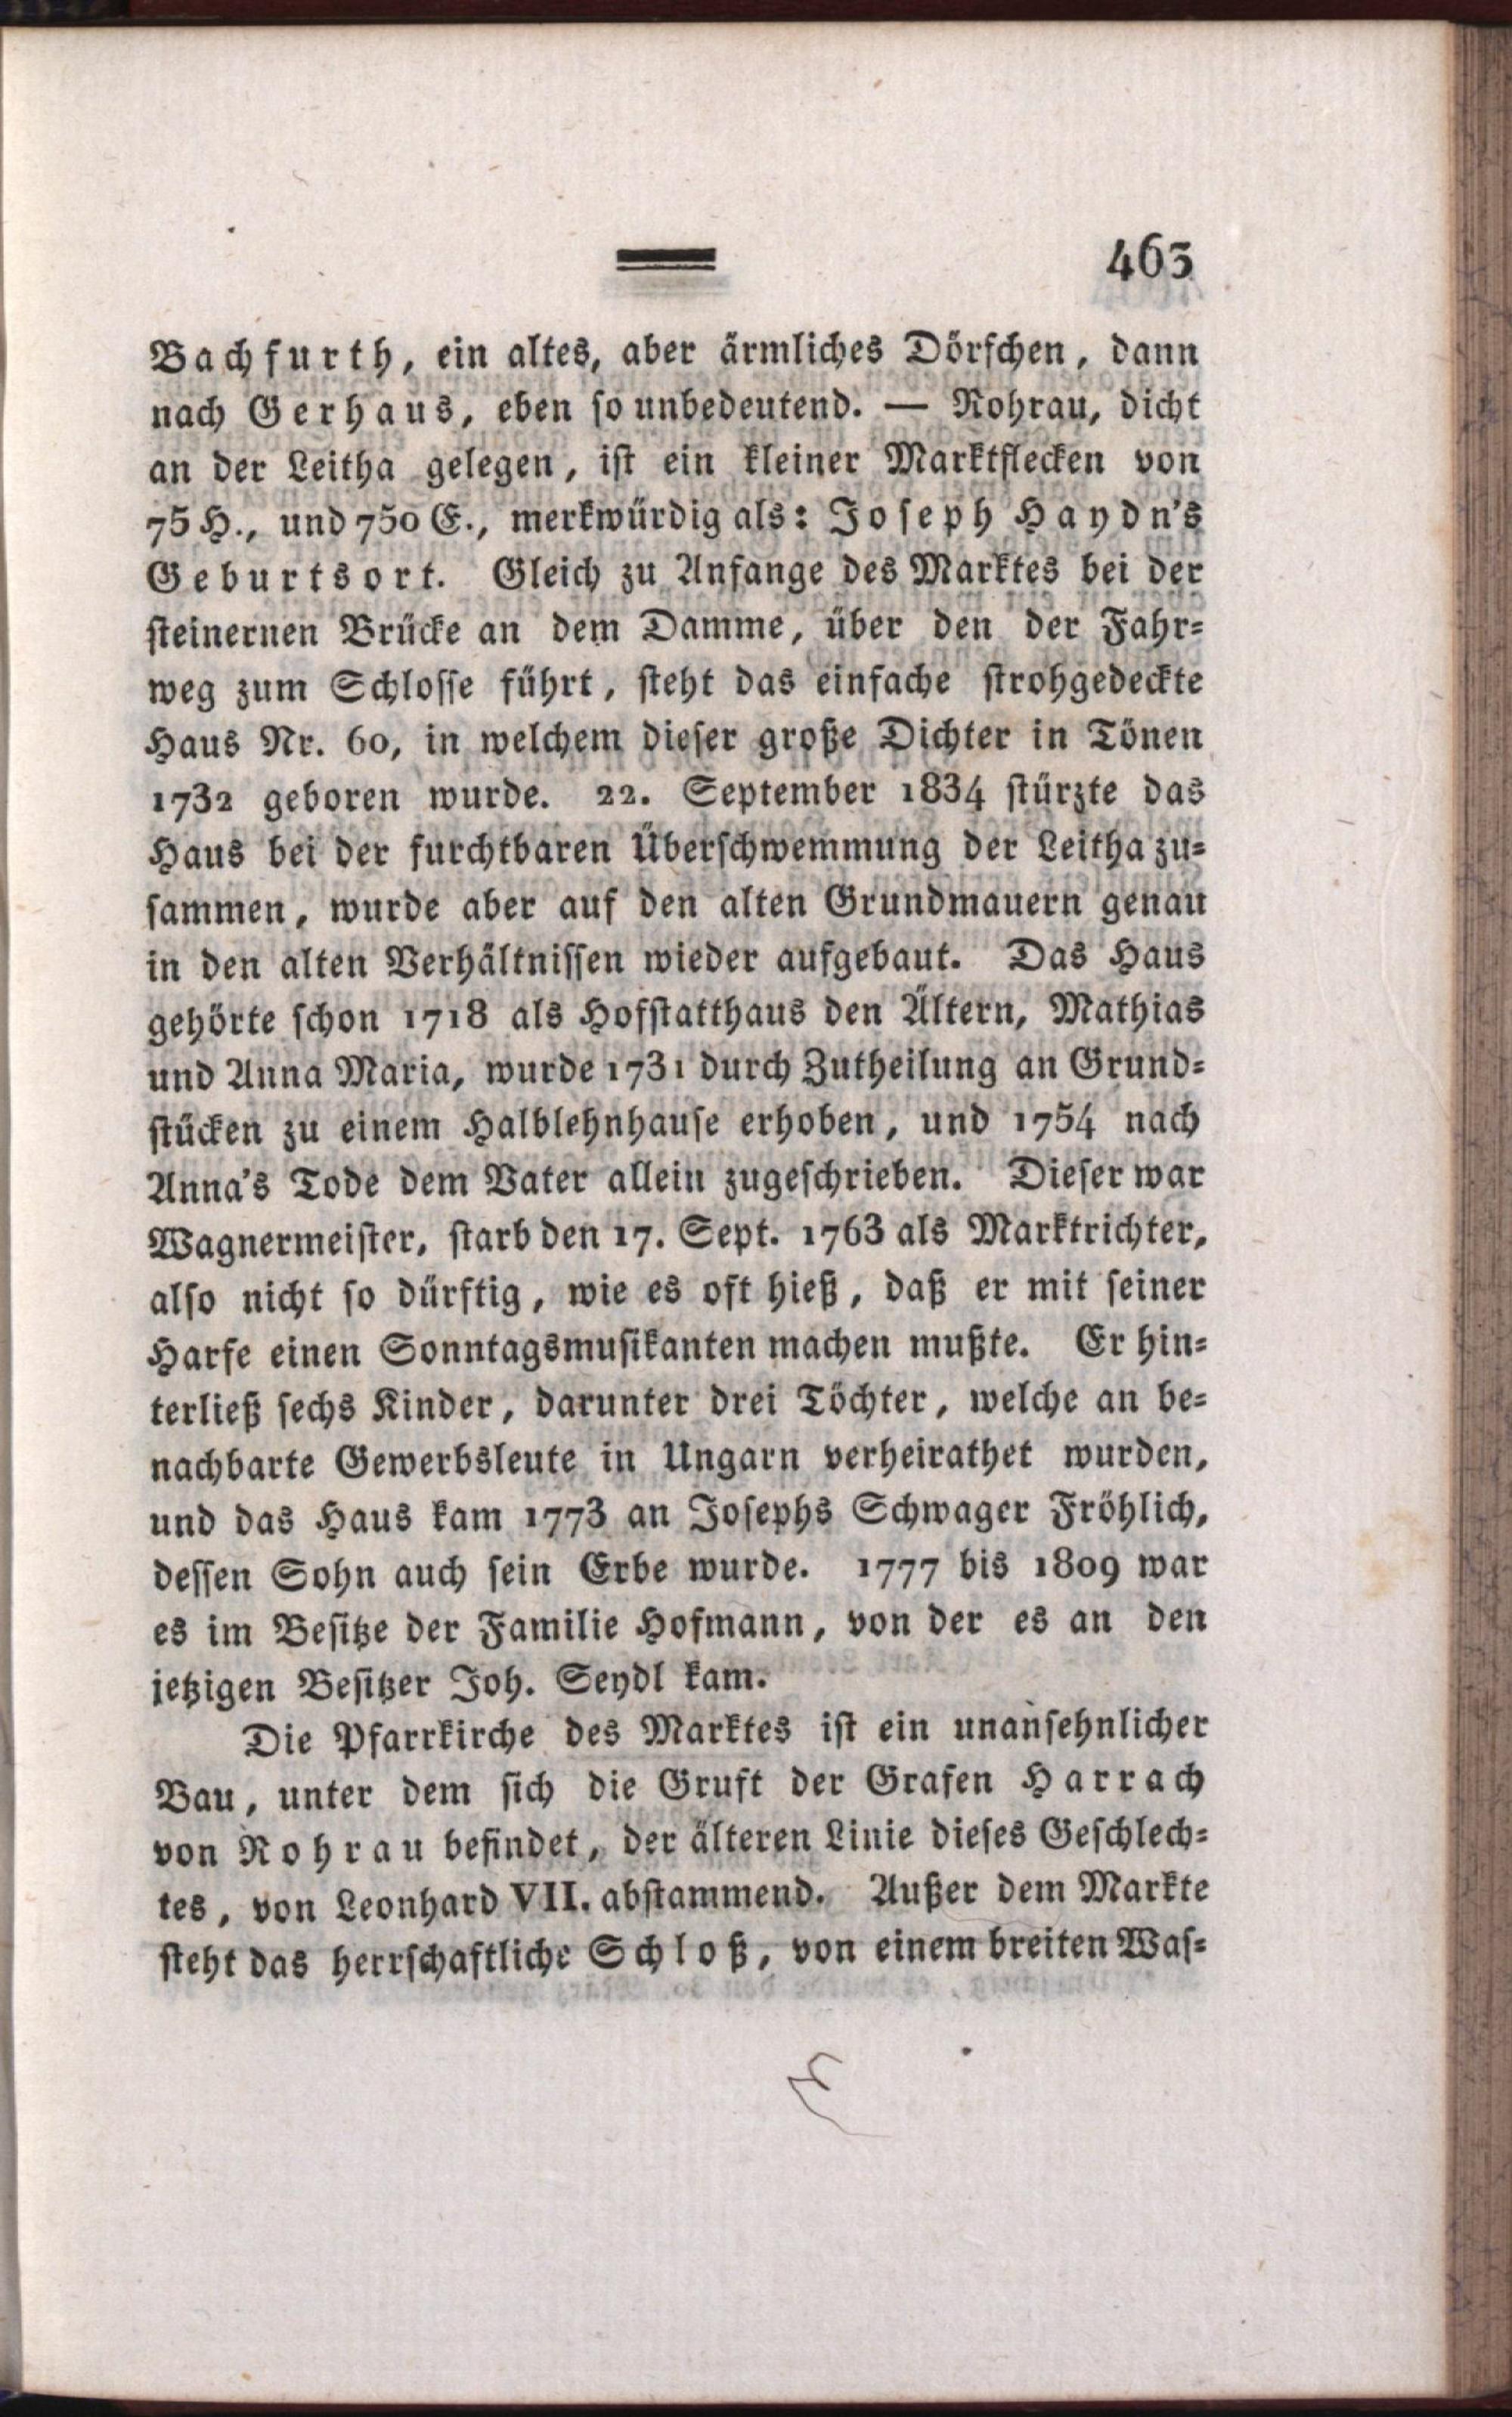 463
Bachfurth, ein altes, aber ärmliches Dörfchen, dann
nach Gerhaus, eben so unbedeutend. — Rohrau, dicht
an der Leitha gelegen, ist ein kleiner Marktflecken von
75 H., und 750 E., merkwürdig als: Joseph Haydn's
Geburtsort. Gleich zu Anfange des Marktes bei der
steinernen Brücke an dem Damme, über den der Fahr-
weg zum Schlosse führt, steht das einfache strohgedeckte
Haus Nr. 60, in welchem dieser große Dichter in Tönen
1732 geboren wurde. 22. September 1834 stürzte das
Haus bei der furchtbaren Überschwemmung der Leitha zu-
sammen, wurde aber auf den alten Grundmauern genau
in den alten Verhältnissen wieder aufgebaut. Das Haus
gehörte schon 1718 als Hofstatthaus den Ältern, Mathias
und Anna Maria, wurde 1731 durch Zutheilung an Grund-
stücken zu einem Halblehnhause erhoben, und 1754 nach
Anna's Tode dem Vater allein zugeschrieben. Dieser war
Wagnermeister, starb den 17. Sept. 1763 als Marktrichter,
also nicht so dürftig, wie es oft hieß, daß er mit seiner
Harfe einen Sonntagsmusikanten machen mußte. Er hin-
terließ sechs Kinder, darunter drei Töchter, welche an be-
nachbarte Gewerbsleute in Ungarn verheirathet wurden,
und das Haus kam 1773 an Josephs Schwager Fröhlich,
dessen Sohn auch sein Erbe wurde. 1777 bis 1809 war
es im Besitze der Familie Hofmann, von der es an den
jetzigen Besitzer Joh. Seydl kam.
Die Pfarrkirche des Marktes ist ein unansehnlicher
Bau, unter dem sich die Gruft der Grafen Harrach
von Rohrau befindet, der älteren Linie dieses Geschlech-
tes, von Leonhard VII. abstammend. Außer dem Markte
steht das herrschaftliche Schloß, von einem breiten Was-